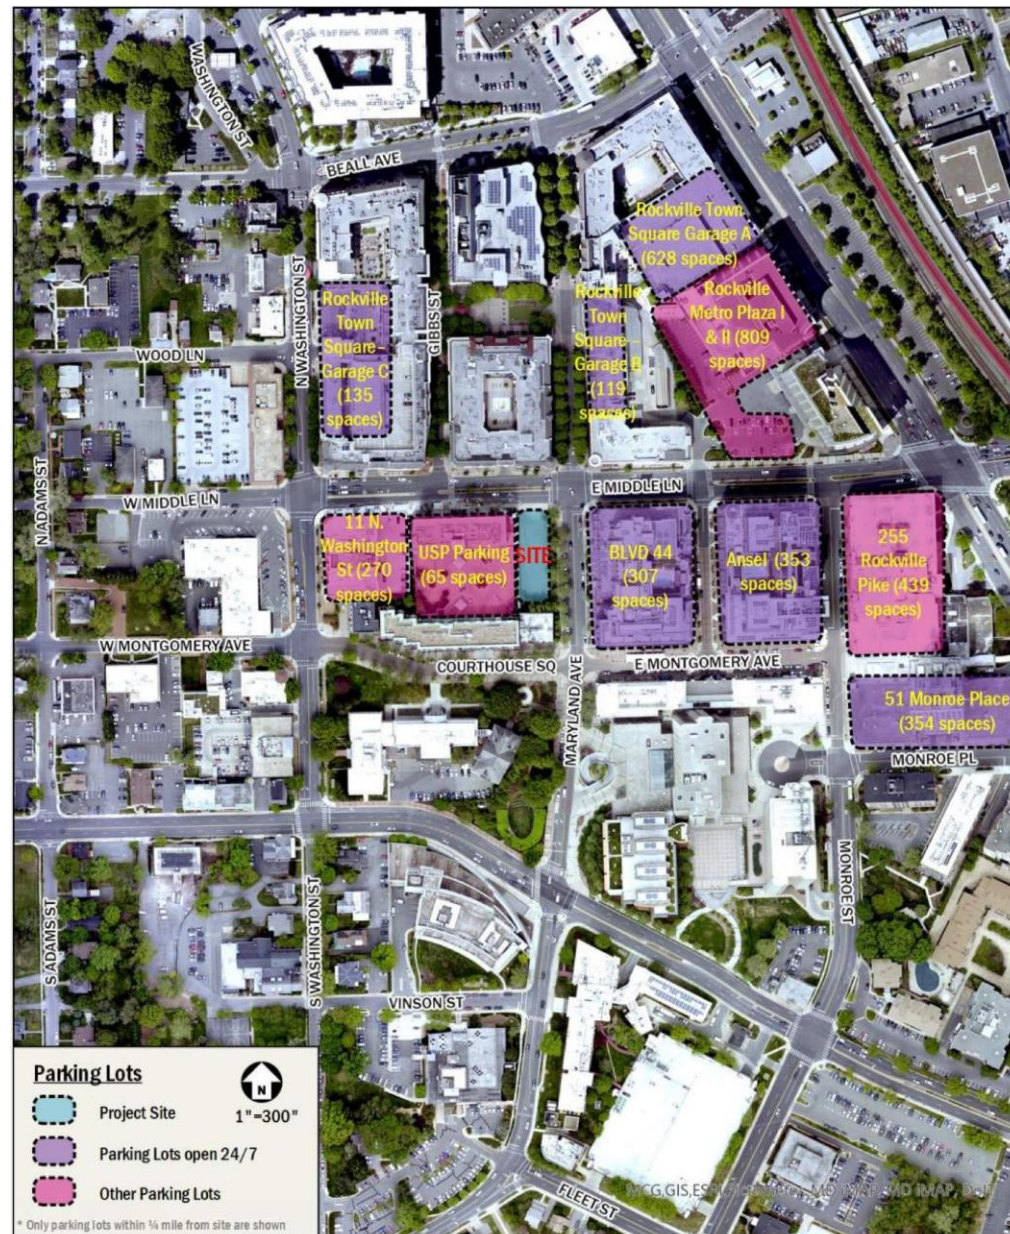 WASHINGTON ST
BEALL AVE
Rockville Town
Square Garage A
(628 spaces)
N WASHINGTON ST
GIBBS ST
Rockville
Town
Square –
Garage C
(135
spaces)
Rockville
Town
Square –
Garage B
(119
spaces)
Rockville
Metro Plaza I
& II (809
spaces)
WOOD LN
N ADAMS ST
W MIDDLE LN
E MIDDLE LN
11 N.
Washington
St (270
spaces)
USP Parking
(65 spaces)
SITE
BLVD 44
(307
spaces)
Ansel (353
spaces)
255
Rockville
Pike (439
spaces)
W MONTGOMERY AVE
COURTHOUSE SQ
E MONTGOMERY AVE
MARYLAND AVE
51 Monroe Place
(354 spaces)
MONROE PL
MONROE ST
S ADAMS ST
S WASHINGTON ST
VINSON ST
FLEET ST
Parking Lots
N
1"=300"
Project Site
Parking Lots open 24/7
Other Parking Lots
* Only parking lots within ¼ mile from site are shown